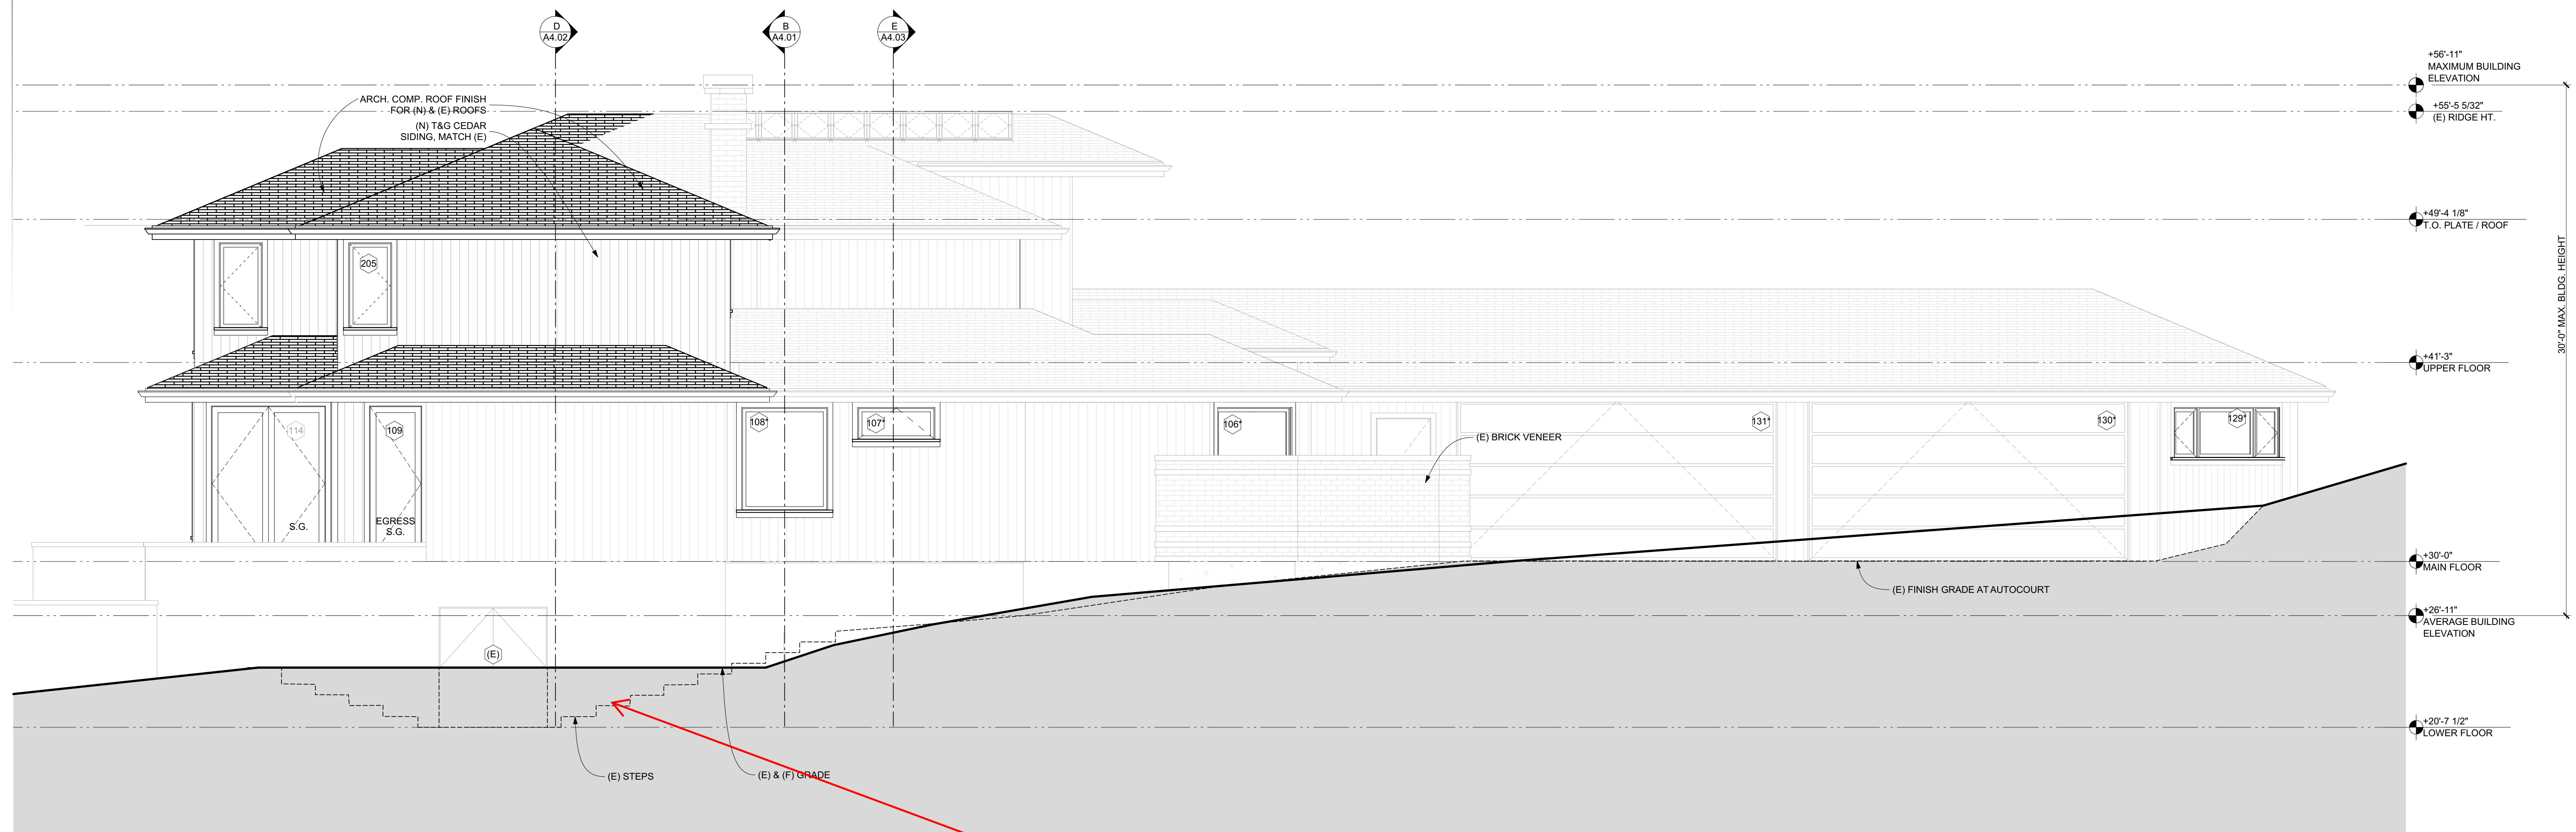 D
A4.02
B
A4.01
E
A4.03
+56'-11"
MAXIMUM BUILDING
ELEVATION
ARCH. COMP. ROOF FINISH
FOR (N) & (E) ROOFS
+55'-5 5/32"
(E) RIDGE HT.
(N) T&G CEDAR
SIDING, MATCH (E)
+49'-4 1/8"
T.O. PLATE / ROOF
205
30'-0" MAX. BLDG. HEIGHT
+41'-3"
UPPER FLOOR
114
109
108*
107*
106*
131*
130*
129*
(E) BRICK VENEER
S.G.
EGRESS
S.G.
+30'-0"
MAIN FLOOR
(E) FINISH GRADE AT AUTOCOURT
+26'-11"
AVERAGE BUILDING
ELEVATION
(E)
+20'-7 1/2"
LOWER FLOOR
(E) STEPS
(E) & (F) GRADE